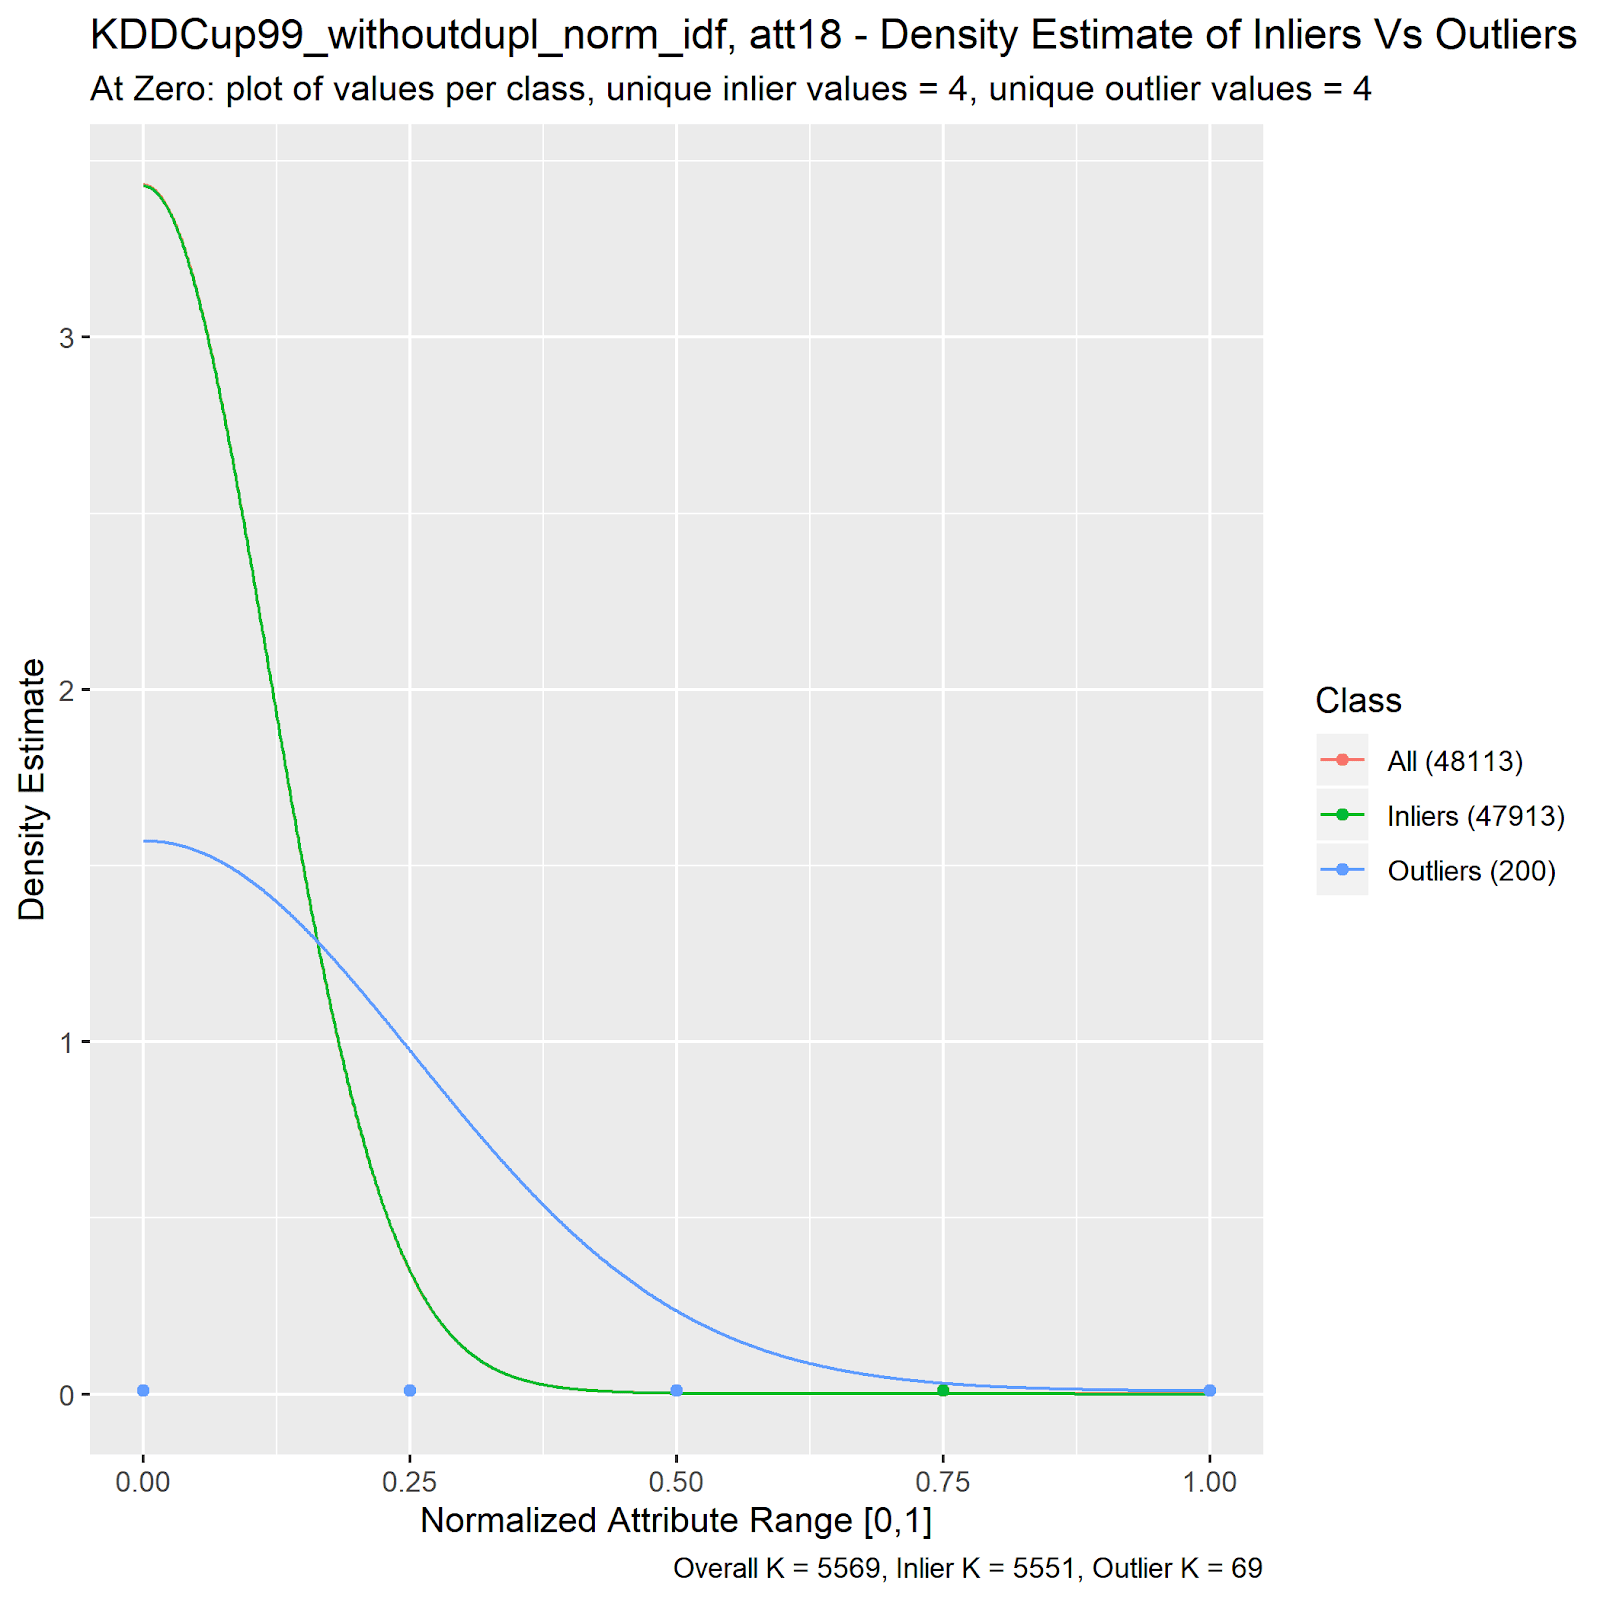 KDDCup99_withoutdupl_norm_idf, att18 - Density Estimate of Inliers Vs Outliers
At Zero: plot of values per class, unique inlier values = 4, unique outlier values = 4
Density Estimate
3
2
1
0
0.00 0.25 0.50 0.75 1.00
Normalized Attribute Range [0,1]
Overall K = 5569, Inlier K = 5551, Outlier K = 69
Class
All (48113)
Inliers (47913)
Outliers (200)